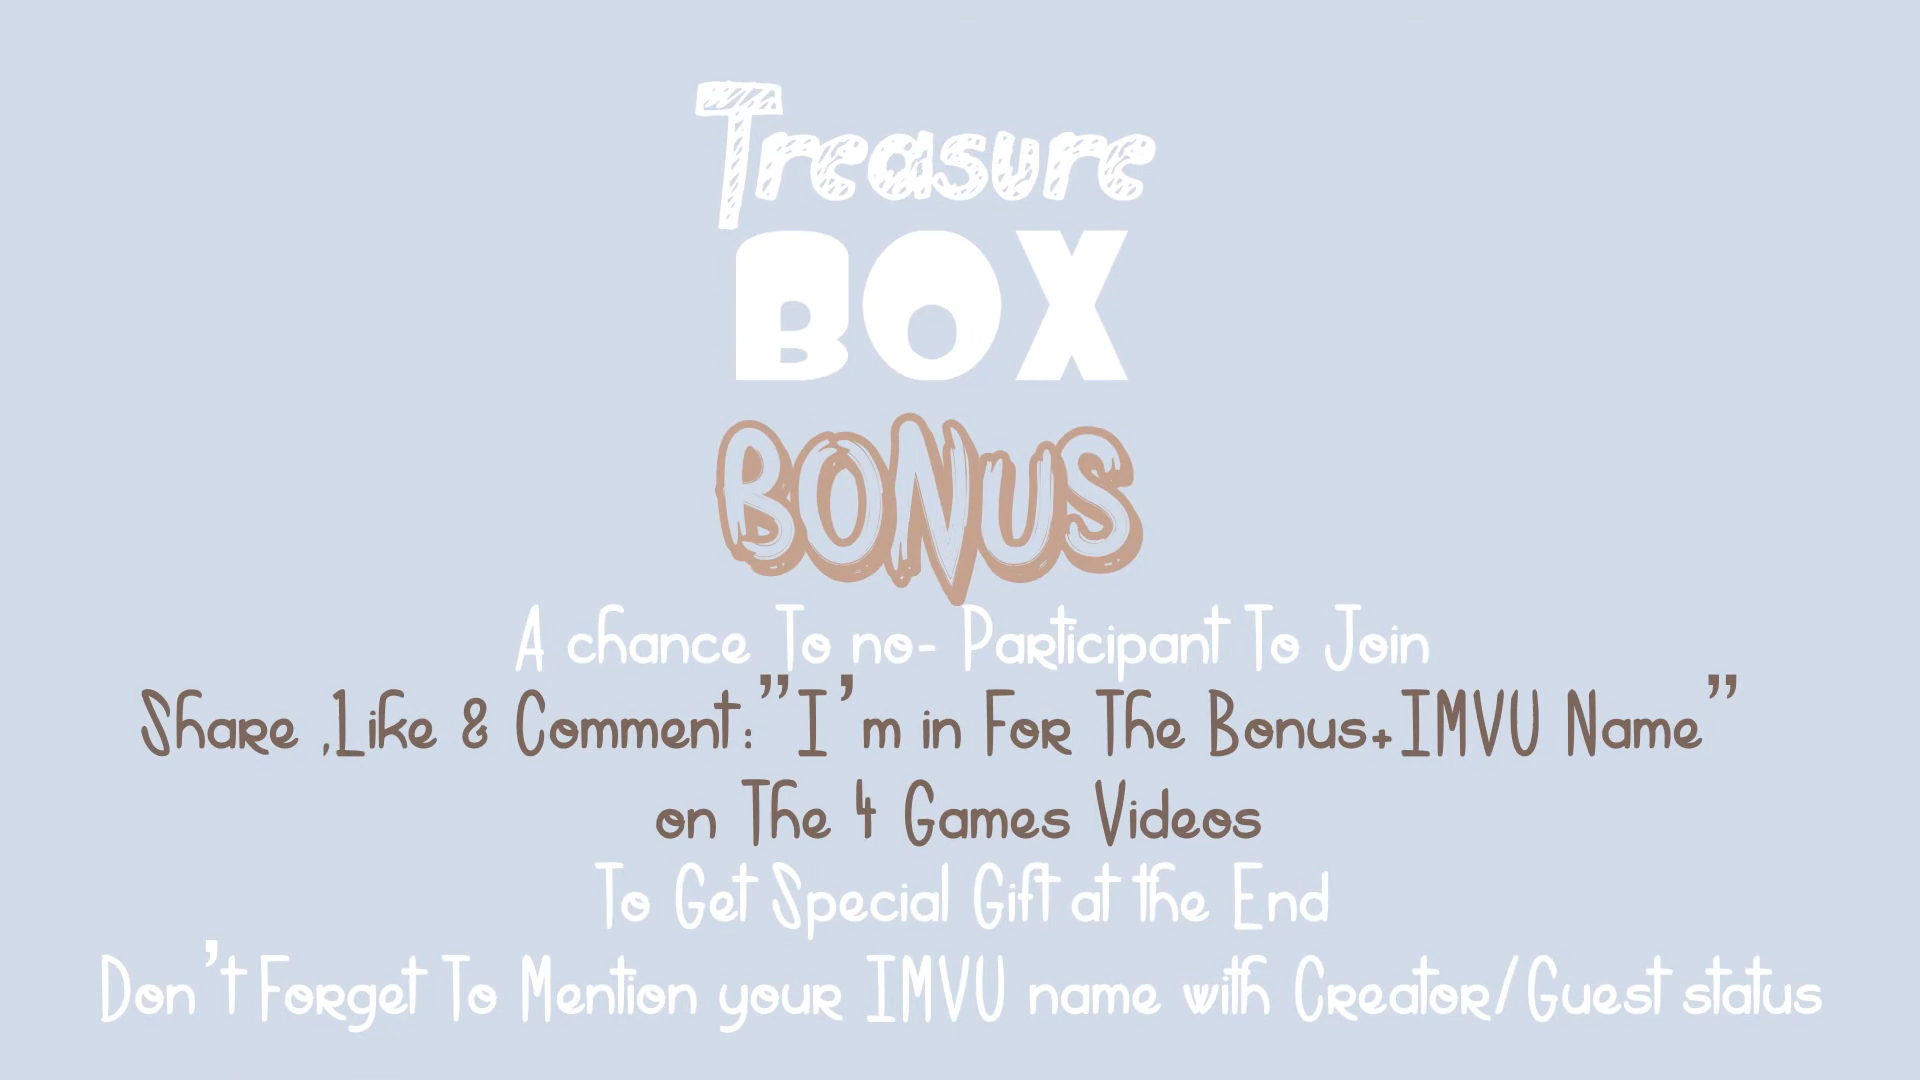 Treasure
BOX
BONUS
A chance To no- Participant To Join
Share ,Like & Comment:"I'm in For The Bonus+IMVU Name"
on The 4 Games Videos
To Get Special Gift at the End
Don't Forget To Mention your IMVU name with Creator/Guest status